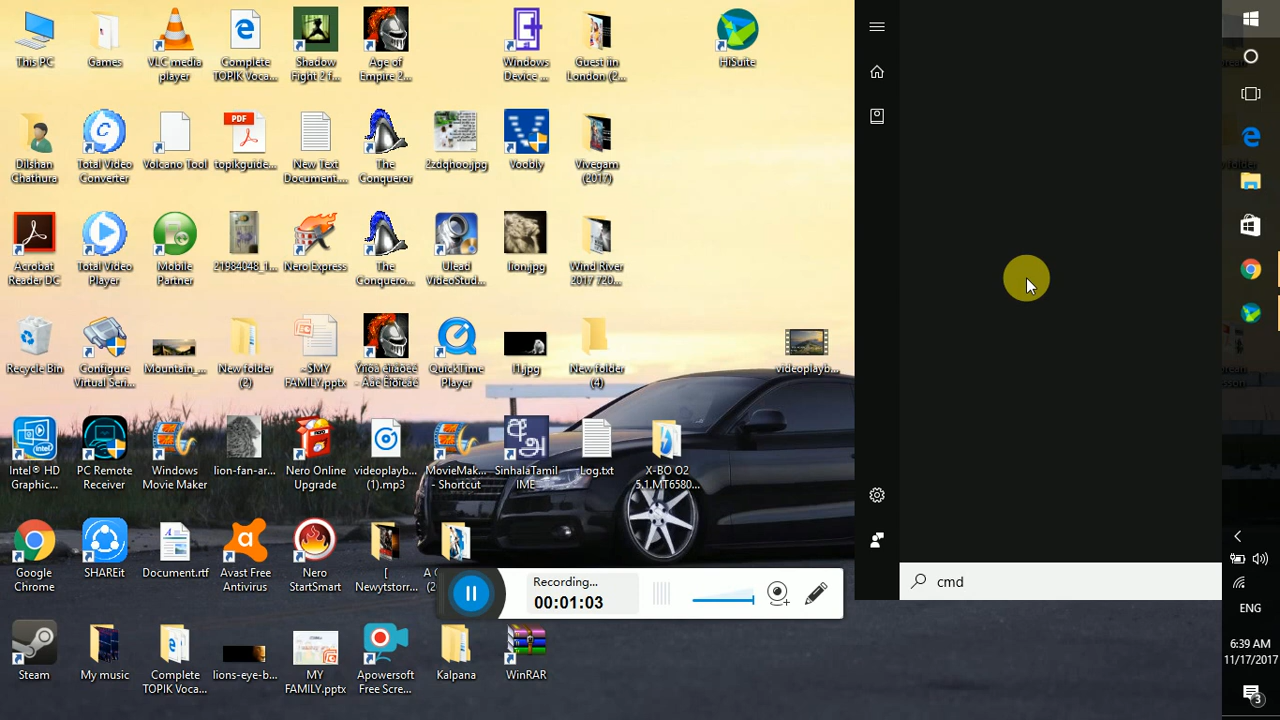 This PC
Games
VLC media
player
Complete
TOPIK Voca...
Shadow
Fight 2 f...
Age of
Empire 2...
Windows
Device ...
Guest iin
London (2...
HiSuite
Dilshan
Chathura
Total Video
Converter
Volcano Tool
PDF
topikguide...
New Text
Document....
The
Conqueror
2zdqhoo.jpg
Voobly
Vivegam
(2017)
Acrobat
Reader DC
Total Video
Player
Mobile
Partner
21984048_1...
Nero Express
The
Conquero...
Ulead
VideoStud...
lion.jpg
Wind River
2017 720...
Recycle Bin
Configure
Virtual Seri...
Mountain_...
New folder
(2)
~$MY
FAMILY.pptx
QuickTime
Player
New folder
(4)
videoplayb...
Intel® HD
Graphic...
PC Remote
Receiver
Windows
Movie Maker
lion-fan-ar...
Nero Online
Upgrade
videoplayb...
(1).mp3
MovieMak...
- Shortcut
අ
அ
SinhalaTamil
IME
Log.txt
X-BO O2
5.1.MT6580...
Google
Chrome
SHAREit
Document.rtf
Avast Free
Antivirus
Nero
StartSmart
[
Newytstorr...
Recording...
00:01:03
cmd
Steam
My music
Complete
TOPIK Voca...
lions-eye-b...
MY
FAMILY.pptx
Apowersoft
Free Scre...
Kalpana
WinRAR
ENG
6:39 AM
11/17/2017
3